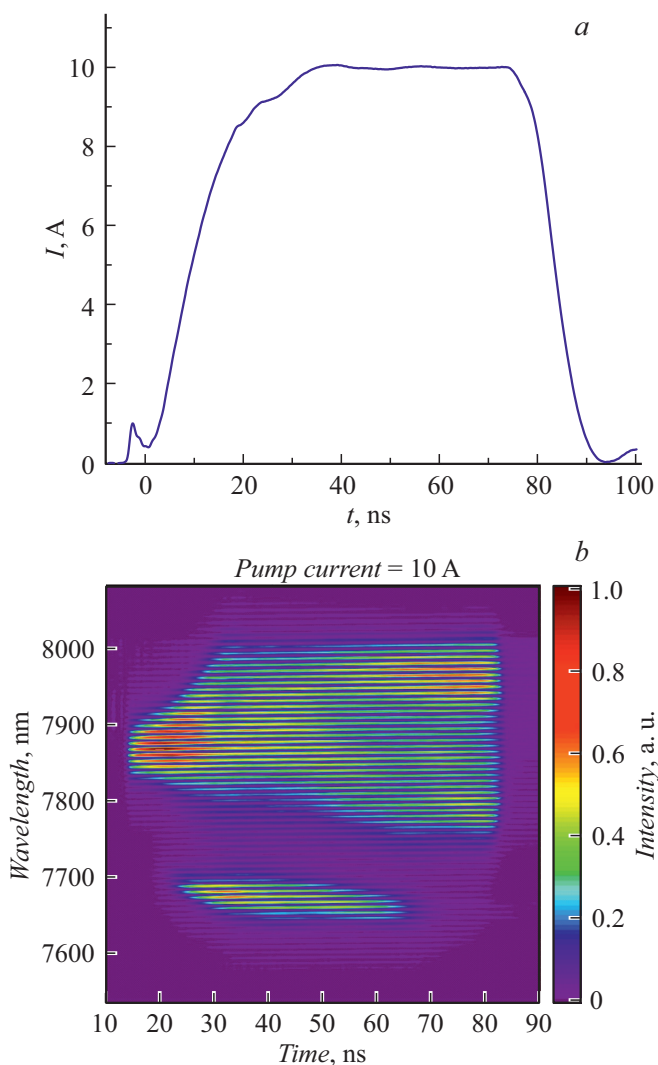 a
10
8
6
4
2
0
I, A
0 20 40 60 80 100
t, ns
b
Pump current = 10 A
8000
7900
7800
7700
7600
Wavelength, nm
10 20 30 40 50 60 70 80 90
Time, ns
1.0
0.8
0.6
0.4
0.2
0
Intensity, a. u.